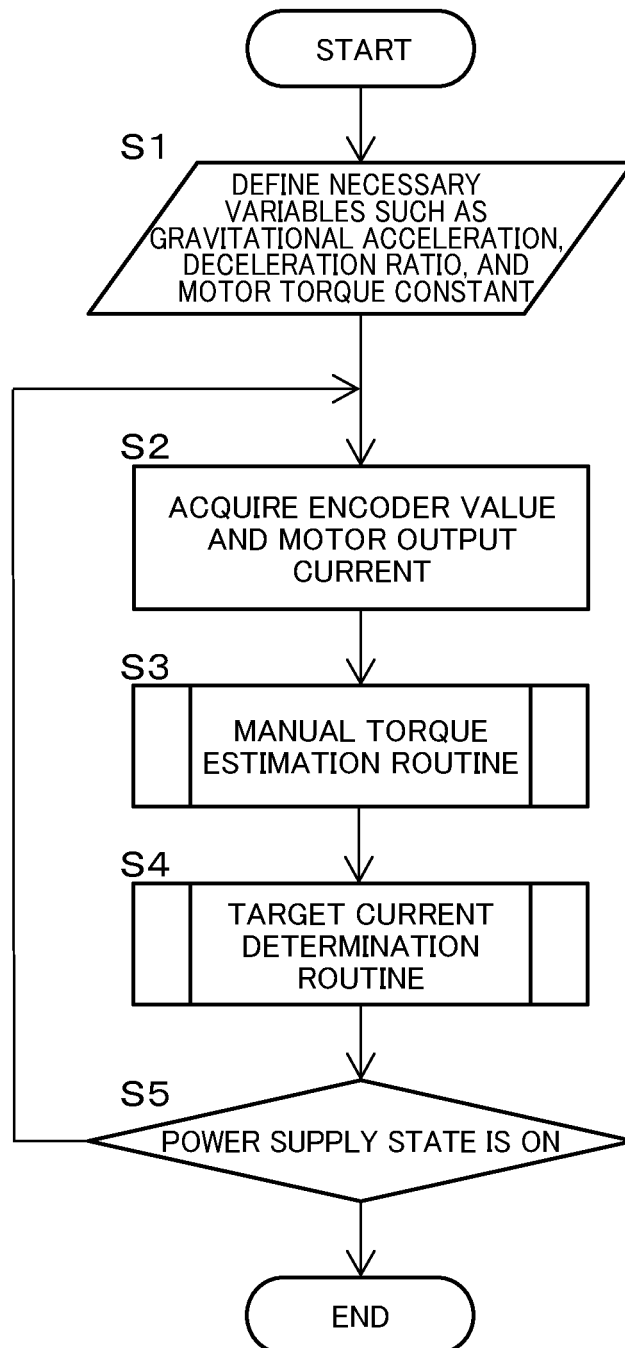 START
S1
DEFINE NECESSARY
VARIABLES SUCH AS
GRAVITATIONAL ACCELERATION,
DECELERATION RATIO, AND
MOTOR TORQUE CONSTANT
S2
ACQUIRE ENCODER VALUE
AND MOTOR OUTPUT
CURRENT
S3
MANUAL TORQUE
ESTIMATION ROUTINE
S4
TARGET CURRENT
DETERMINATION
ROUTINE
S5
POWER SUPPLY STATE IS ON
END